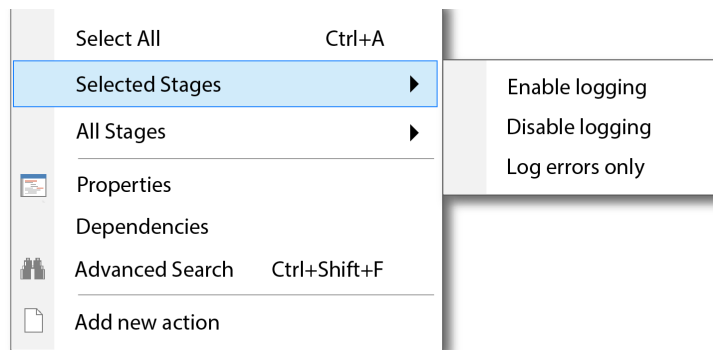 Select All Ctrl+A
Selected Stages
All Stages
Properties
Dependencies
Advanced Search Ctrl+Shift+F
Add new action
Enable logging
Disable logging
Log errors only